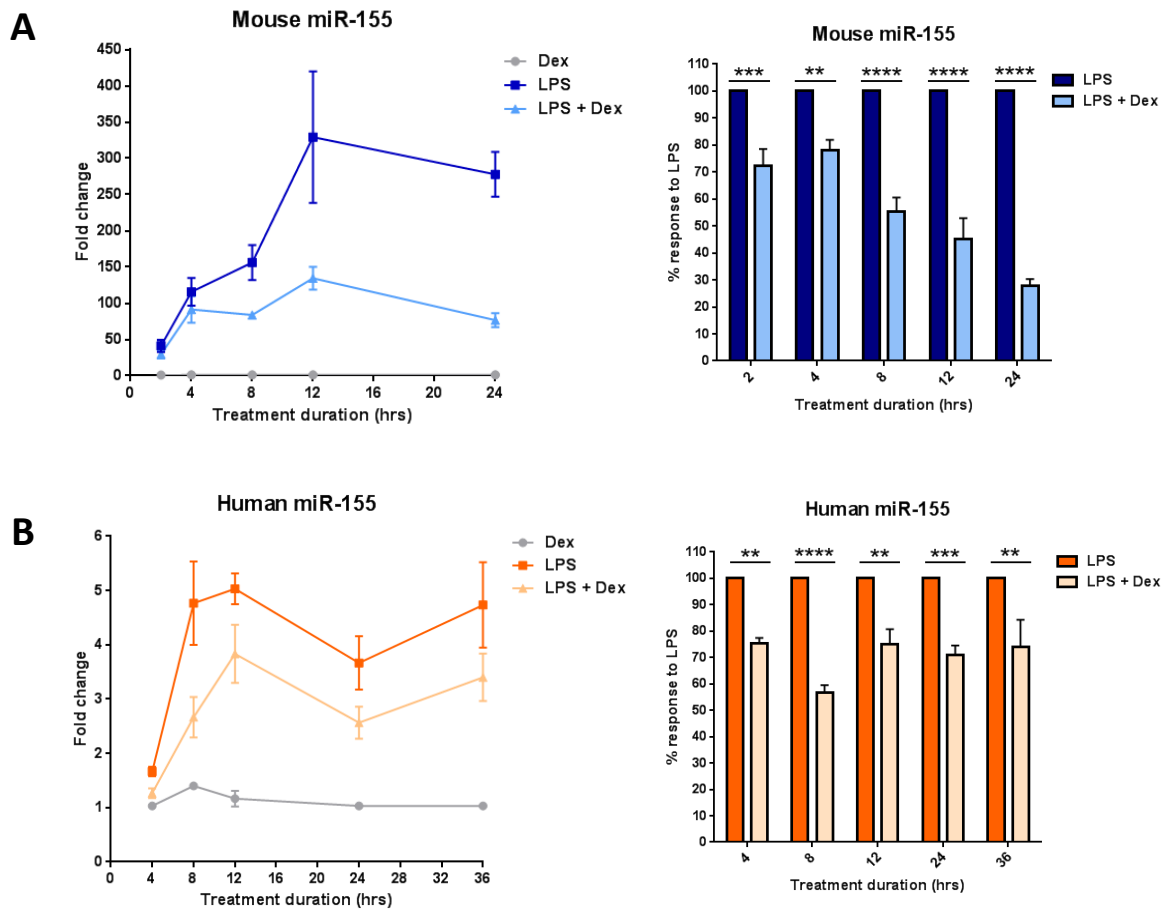 A
Mouse miR-155
450
400
350
300
250
200
150
100
50
0
Fold change
0 4 8 12 16 20 24
Treatment duration (hrs)
Dex
LPS
LPS + Dex
Mouse miR-155
110
100
90
80
70
60
50
40
30
20
10
0
% response to LPS
*** ** **** **** ****
2 4 8 12 24
Treatment duration (hrs)
LPS
LPS + Dex
B
Human miR-155
6
5
4
3
2
1
0
Fold change
0 4 8 12 16 20 24 28 32 36
Treatment duration (hrs)
Dex
LPS
LPS + Dex
Human miR-155
110
100
90
80
70
60
50
40
30
20
10
0
% response to LPS
** **** ** *** **
4 8 12 24 36
Treatment duration (hrs)
LPS
LPS + Dex